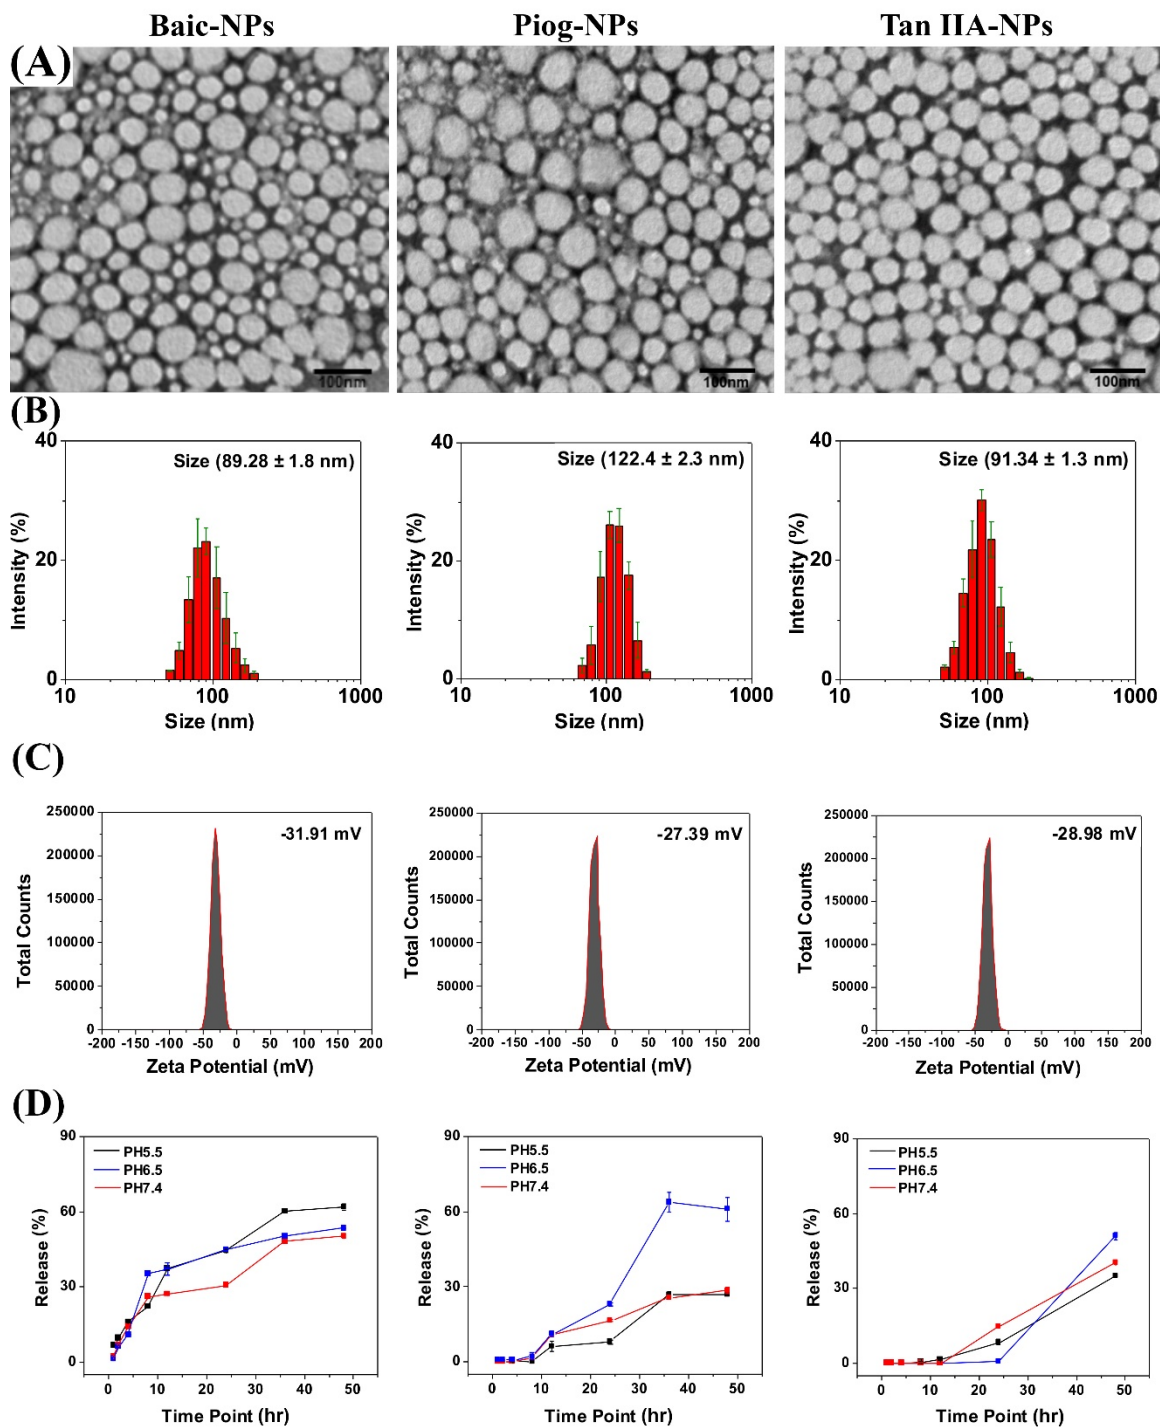 Baic-NPs Piog-NPs Tan IIA-NPs
(A)
100nm 100nm 100nm
(B)
40 20 0
Intensity (%)
Size (89.28 ± 1.8 nm)
10 100 1000
Size (nm)
40 20 0
Intensity (%)
Size (122.4 ± 2.3 nm)
10 100 1000
Size (nm)
40 20 0
Intensity (%)
Size (91.34 ± 1.3 nm)
10 100 1000
Size (nm)
(C)
250000 200000 150000 100000 50000 0
Total Counts
-31.91 mV
-200 -150 -100 -50 0 50 100 150 200
Zeta Potential (mV)
250000 200000 150000 100000 50000 0
Total Counts
-27.39 mV
-200 -150 -100 -50 0 50 100 150 200
Zeta Potential (mV)
250000 200000 150000 100000 50000 0
Total Counts
-28.98 mV
-200 -150 -100 -50 0 50 100 150 200
Zeta Potential (mV)
(D)
90 60 30 0
Release (%)
PH5.5
PH6.5
PH7.4
0 10 20 30 40 50
Time Point (hr)
90 60 30 0
Release (%)
PH5.5
PH6.5
PH7.4
0 10 20 30 40 50
Time Point (hr)
90 60 30 0
Release (%)
PH5.5
PH6.5
PH7.4
0 10 20 30 40 50
Time Point (hr)